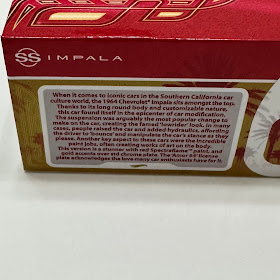 SS IMPALA
When it comes to iconic cars in the Southern California car
culture world, the 1964 Chevrolet® Impala sits amongst the top.
Thanks to its long round body and customizable nature,
this car found itself in the epicenter of car modification.
The suspension was arguably the most popular change to
make on the car, creating the famed 'lowrider' look. In many
cases, people raised the car and added hydraulics, affording
the driver to 'bounce' and manipulate the car's stance as they
please. Another key aspect to these cars were the incredible
paint jobs, often creating works of art on the body.
This version is a stunner with red Spectraflame™ paint, and
gold accents over and chrome plate. The 'Amor 64' license
plate acknowledges the love many car enthusiasts have for it.